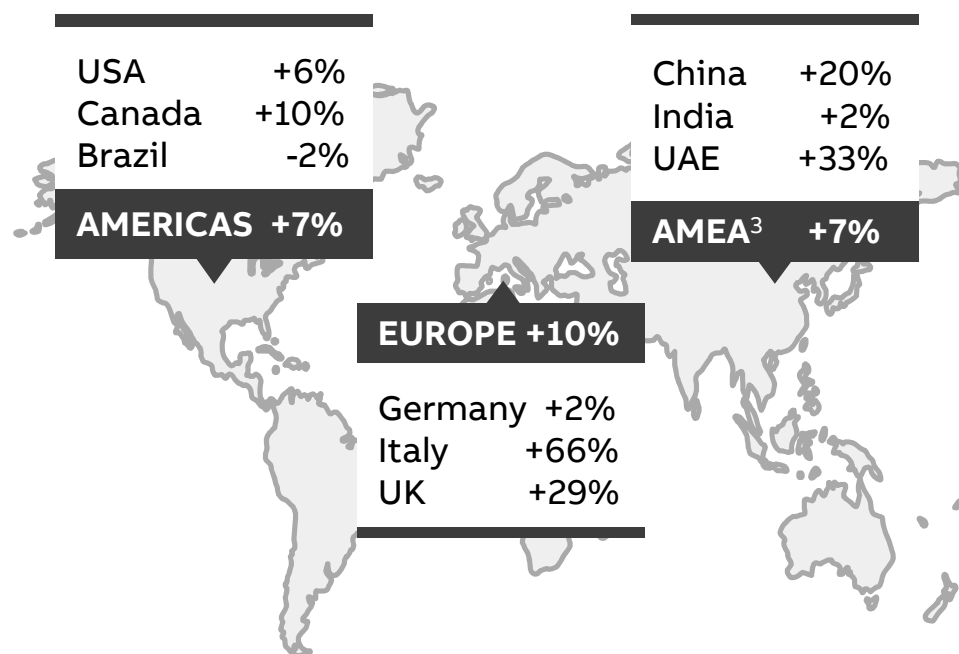 USA +6%
Canada +10%
Brazil -2%
AMERICAS +7%
China +20%
India +2%
UAE +33%
AMEA³ +7%
EUROPE +10%
Germany +2%
Italy +66%
UK +29%